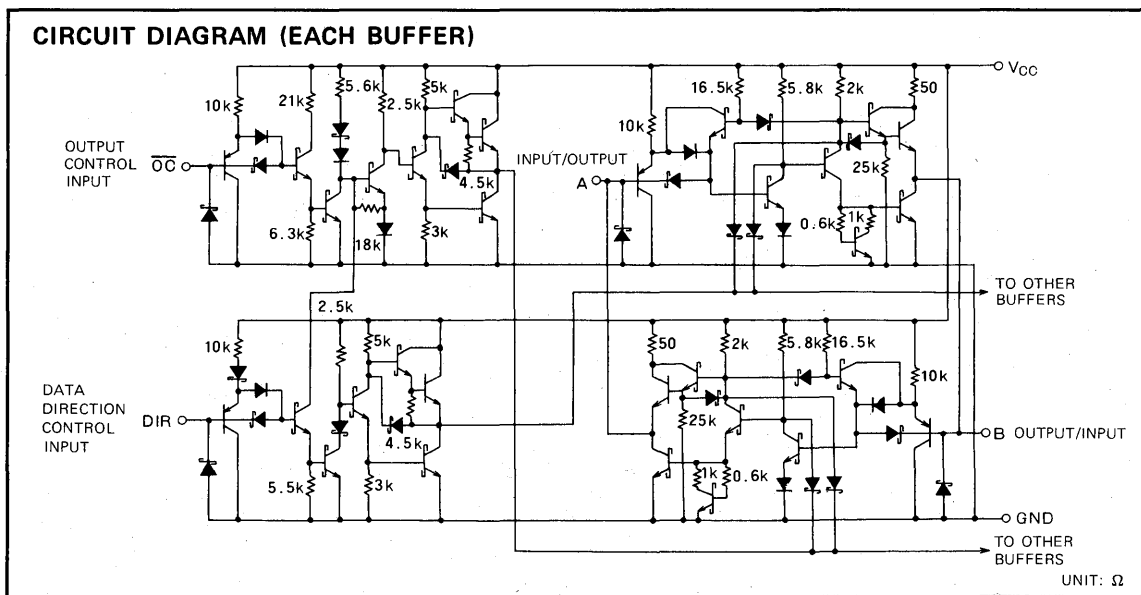 CIRCUIT DIAGRAM (EACH BUFFER)
5.6k
5k
16.5k
5.8k
2k
50
VCC
10k
21k
2.5k
10k
OUTPUT
CONTROL
INPUT
OC
INPUT/OUTPUT
A
4.5k
25k
6.3k
18k
3k
0.6k
1k
TO OTHER
BUFFERS
2.5k
10k
5k
50
2k
5.8k
16.5k
10k
DATA
DIRECTION
CONTROL
INPUT
DIR
4.5k
25k
B OUTPUT/INPUT
5.5k
3k
1k
0.6k
GND
TO OTHER
BUFFERS
UNIT: Ω